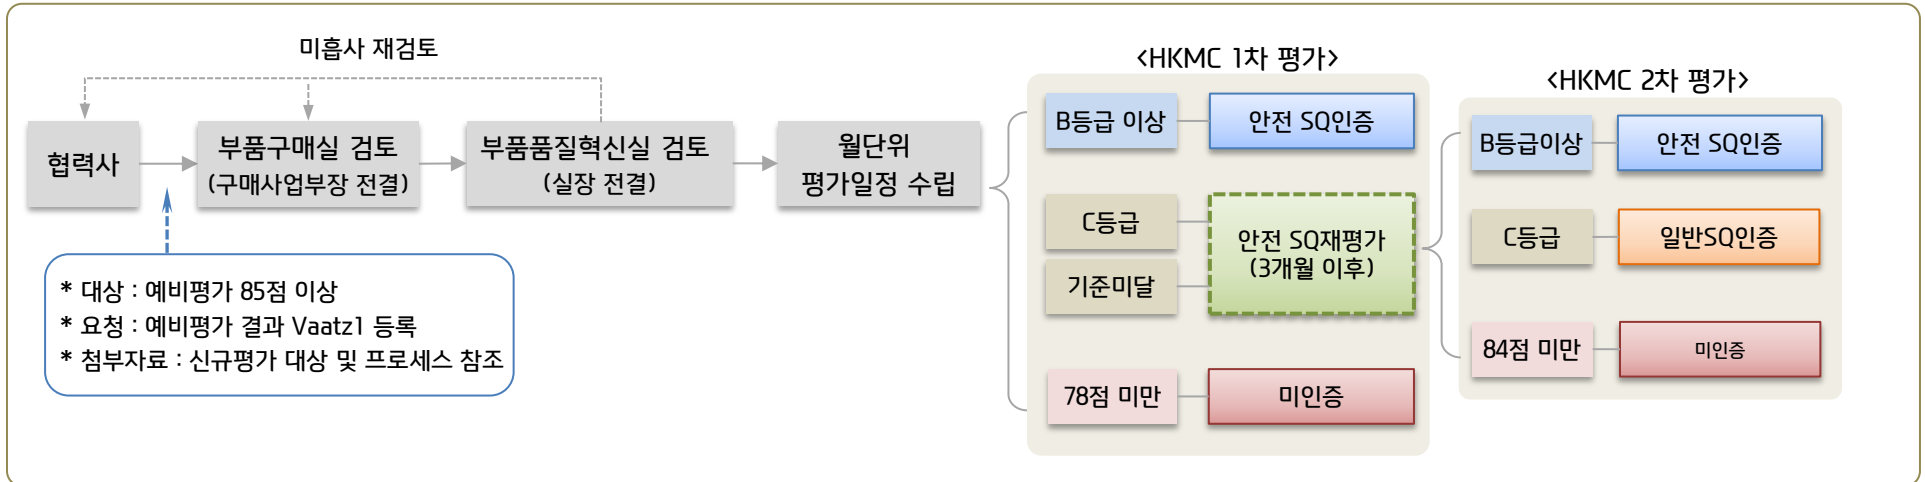 미흡사 재검토
협력사
부품구매실 검토
(구매사업부장 전결)
부품품질혁신실 검토
(실장 전결)
월단위
평가일정 수립
* 대상 : 예비평가 85점 이상
* 요청 : 예비평가 결과 Vaatz1 등록
* 첨부자료 : 신규평가 대상 및 프로세스 참조
<HKMC 1차 평가>
B등급 이상
안전 SQ인증
C등급
기준미달
안전 SQ재평가
(3개월 이후)
78점 미만
미인증
<HKMC 2차 평가>
B등급이상
안전 SQ인증
C등급
일반SQ인증
84점 미만
미인증